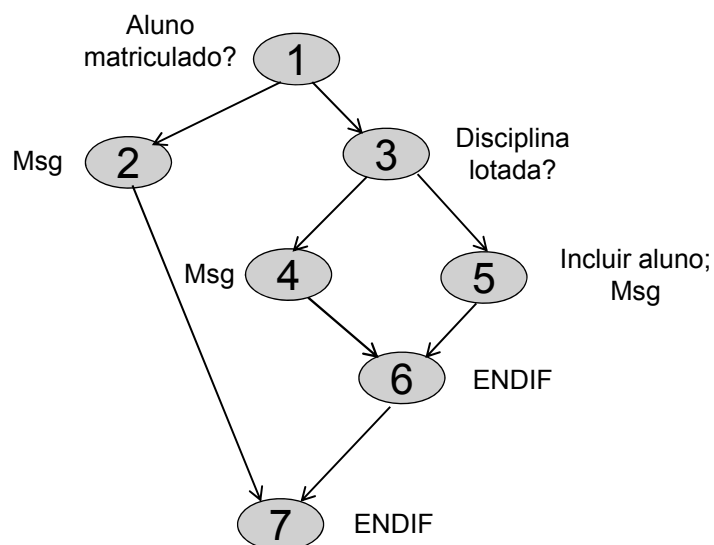 Aluno
matriculado?
1
Msg
2
3
Disciplina
lotada?
Msg
4
5
Incluir aluno;
Msg
6
ENDIF
7
ENDIF